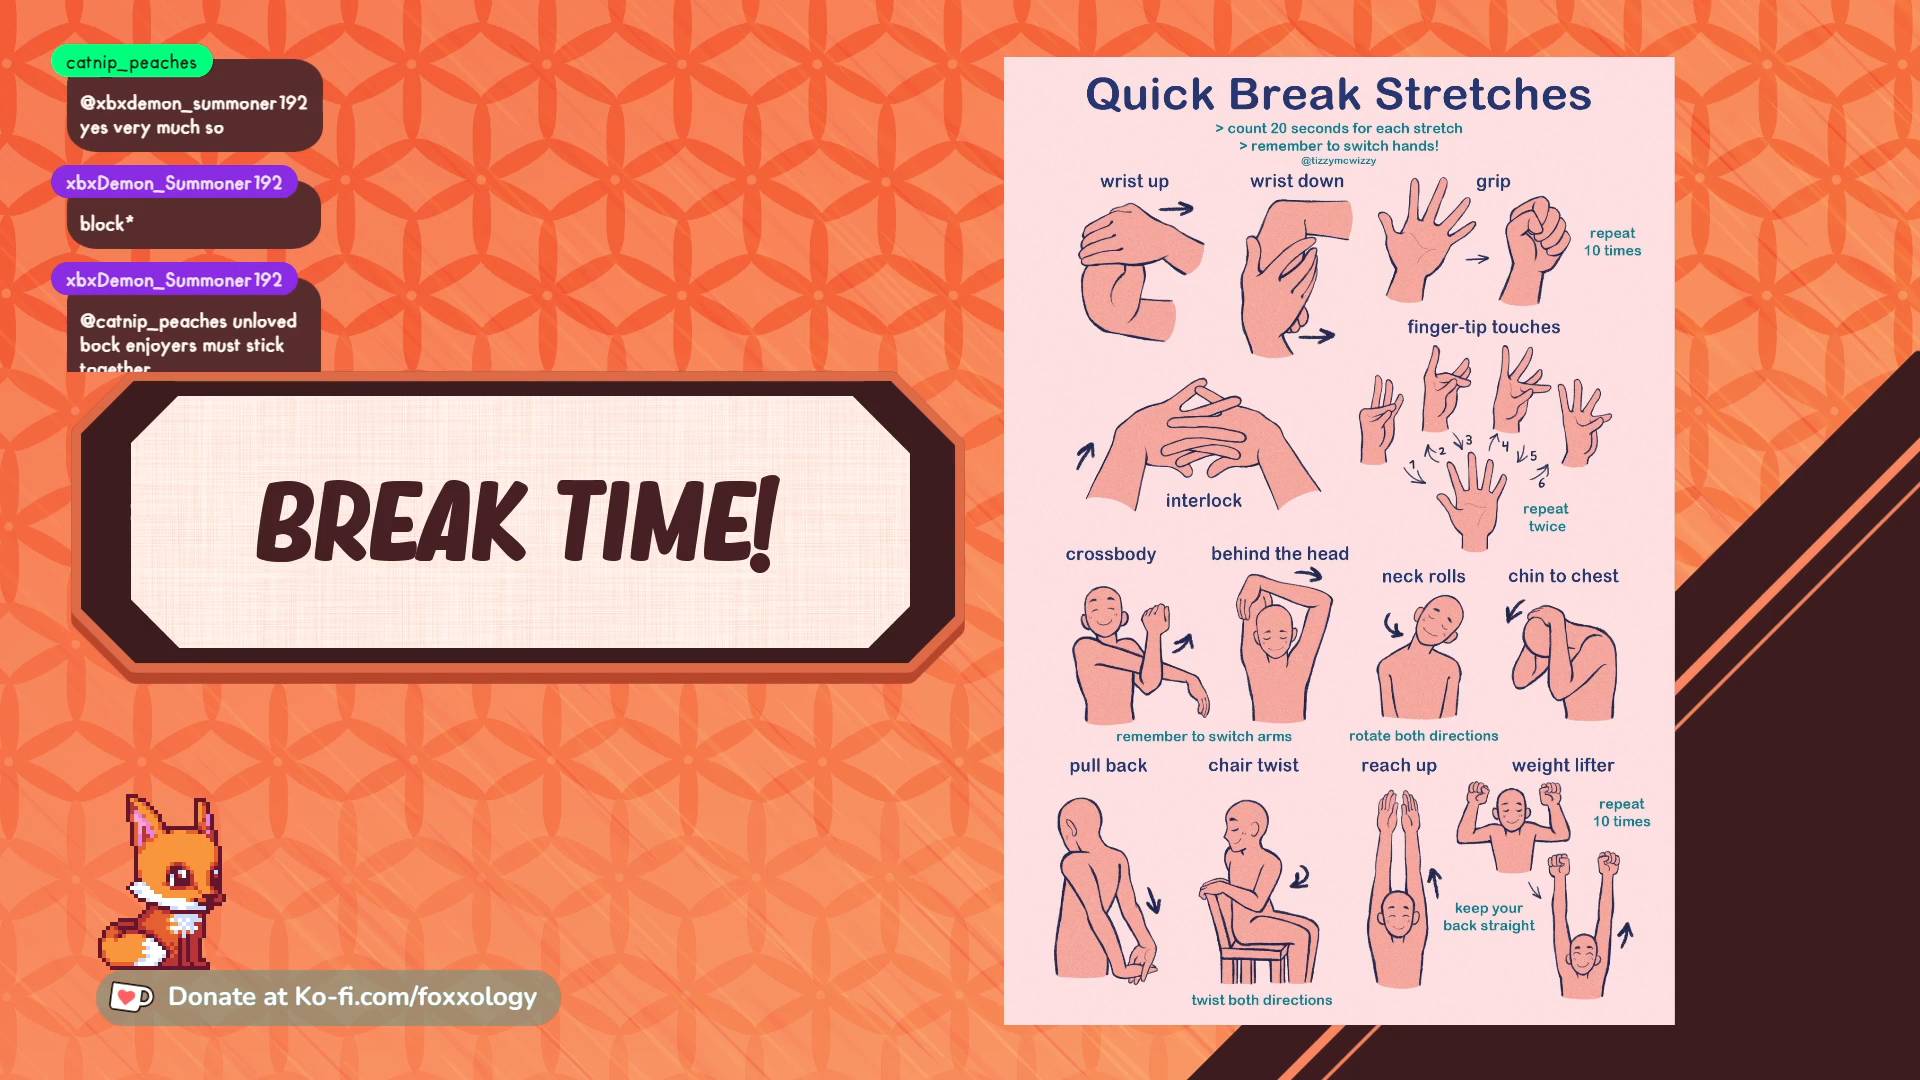 catnip_peaches
@xbxdemon_summoner192
yes very much so
xbxDemon_Summoner192
block*
xbxDemon_Summoner192
@catnip_peaches unloved
bock enjoyers must stick
together
BREAK TIME!
Donate at Ko-fi.com/foxxology
Quick Break Stretches
> count 20 seconds for each stretch
> remember to switch hands!
@tizzymcwizzy
wrist up
wrist down
grip
repeat
10 times
finger-tip touches
1
2
3
4
5
6
repeat
twice
interlock
crossbody
behind the head
neck rolls
chin to chest
remember to switch arms
rotate both directions
pull back
chair twist
reach up
weight lifter
repeat
10 times
keep your
back straight
twist both directions